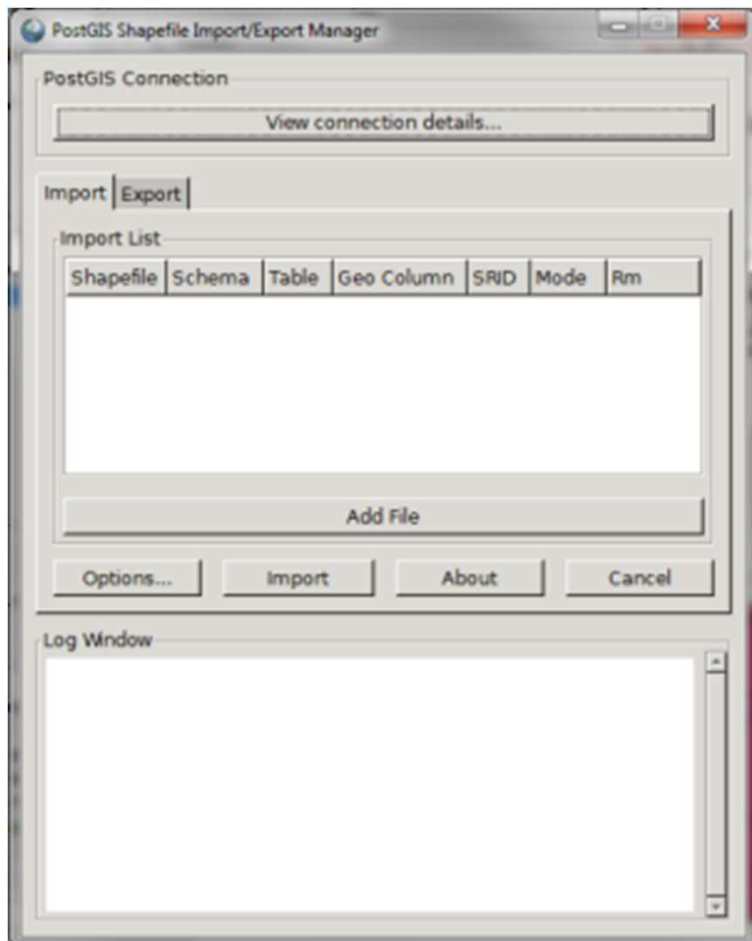 PostGIS Shapefile Import/Export Manager
PostGIS Connection
View connection details...
Import Export
Import List
Shapefile Schema Table Geo Column SRID Mode Rm
Add File
Options... Import About Cancel
Log Window